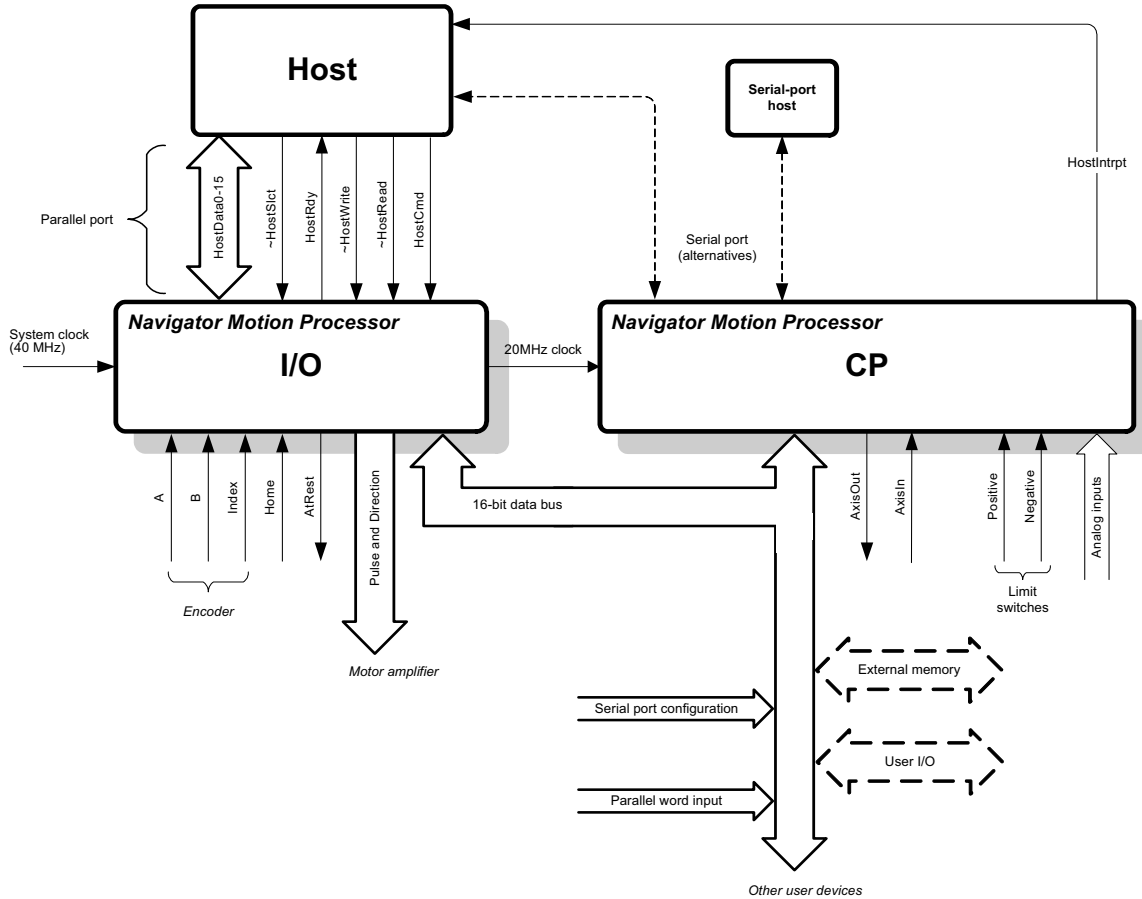 Host
Serial-port
host
HostIntrpt
Parallel port
HostData0-15
~HostSlct
HostRdy
~HostWrite
~HostRead
HostCmd
Serial port
(alternatives)
Navigator Motion Processor
I/O
Navigator Motion Processor
CP
System clock
(40 MHz)
20MHz clock
A
B
Index
Home
AtRest
Pulse and Direction
16-bit data bus
AxisOut
AxisIn
Positive
Negative
Analog inputs
Encoder
Limit
switches
Motor amplifier
External memory
Serial port configuration
User I/O
Parallel word input
Other user devices